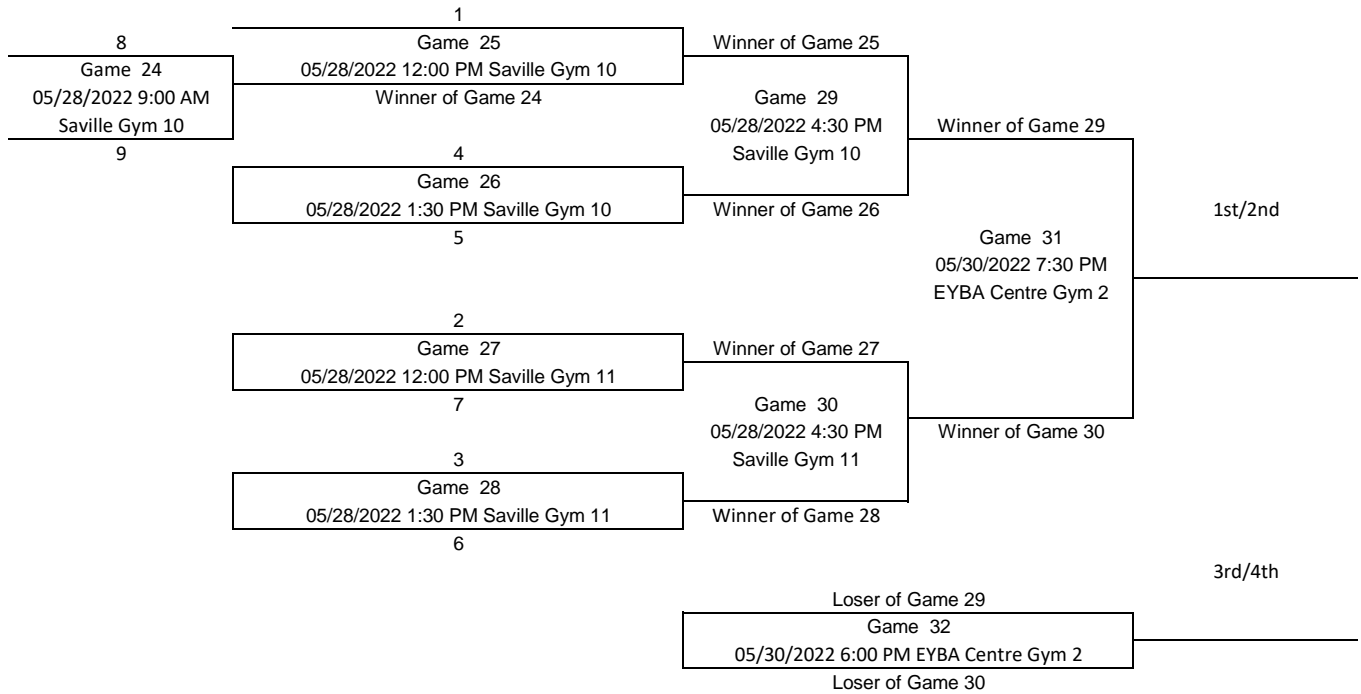 1
8
Game 25
Winner of Game 25
Game 24
05/28/2022 12:00 PM Saville Gym 10
05/28/2022 9:00 AM
Winner of Game 24
Game 29
Saville Gym 10
05/28/2022 4:30 PM
Winner of Game 29
9
4
Saville Gym 10
Game 26
05/28/2022 1:30 PM Saville Gym 10
Winner of Game 26
1st/2nd
5
Game 31
05/30/2022 7:30 PM
EYBA Centre Gym 2
2
Game 27
Winner of Game 27
05/28/2022 12:00 PM Saville Gym 11
7
Game 30
05/28/2022 4:30 PM
Winner of Game 30
3
Saville Gym 11
Game 28
05/28/2022 1:30 PM Saville Gym 11
Winner of Game 28
6
3rd/4th
Loser of Game 29
Game 32
05/30/2022 6:00 PM EYBA Centre Gym 2
Loser of Game 30